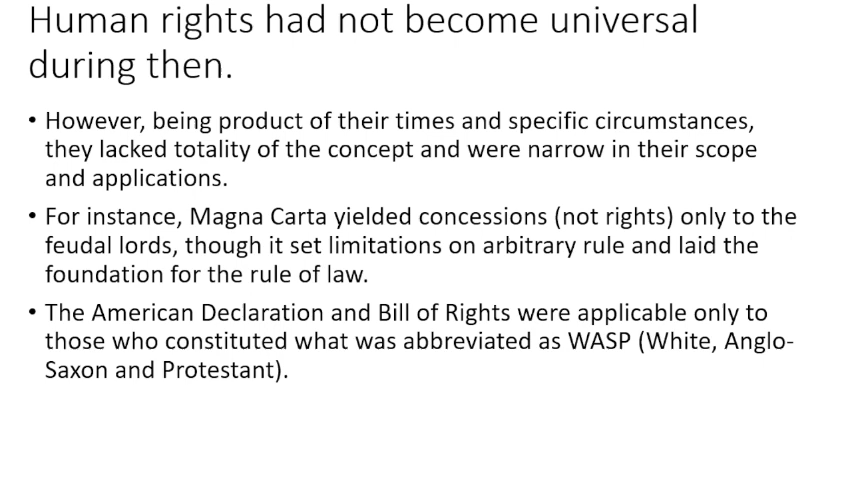 Human rights had not become universal
during then.
• However, being product of their times and specific circumstances,
they lacked totality of the concept and were narrow in their scope
and applications.
• For instance, Magna Carta yielded concessions (not rights) only to the
feudal lords, though it set limitations on arbitrary rule and laid the
foundation for the rule of law.
• The American Declaration and Bill of Rights were applicable only to
those who constituted what was abbreviated as WASP (White, Anglo-
Saxon and Protestant).